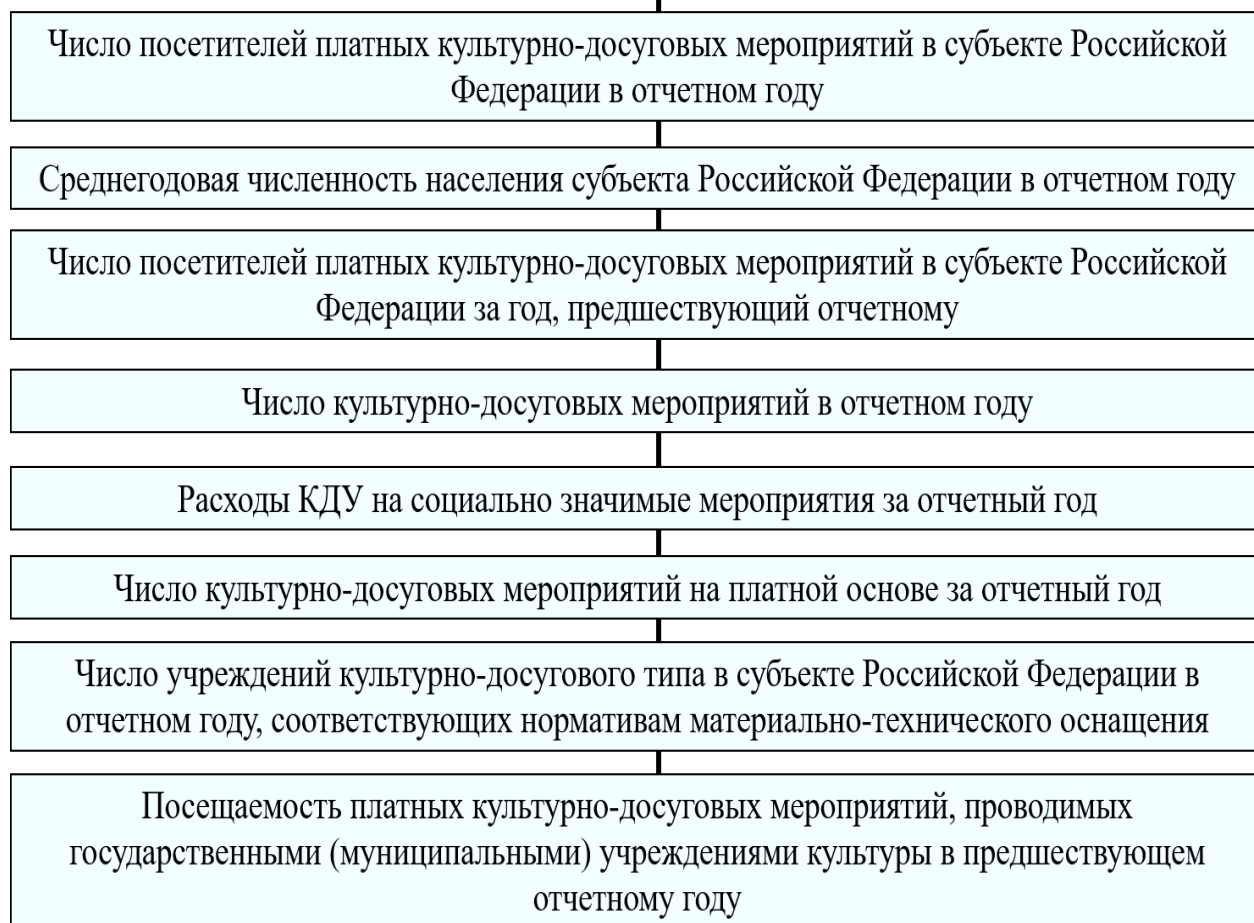 Число посетителей платных культурно-досуговых мероприятий в субъекте Российской
Федерации в отчетном году
Среднегодовая численность населения субъекта Российской Федерации в отчетном году
Число посетителей платных культурно-досуговых мероприятий в субъекте Российской
Федерации за год, предшествующий отчетному
Число культурно-досуговых мероприятий в отчетном году
Расходы КДУ на социально значимые мероприятия за отчетный год
Число культурно-досуговых мероприятий на платной основе за отчетный год
Число учреждений культурно-досугового типа в субъекте Российской Федерации в
отчетном году, соответствующих нормативам материально-технического оснащения
Посещаемость платных культурно-досуговых мероприятий, проводимых
государственными (муниципальными) учреждениями культуры в предшествующем
отчетному году